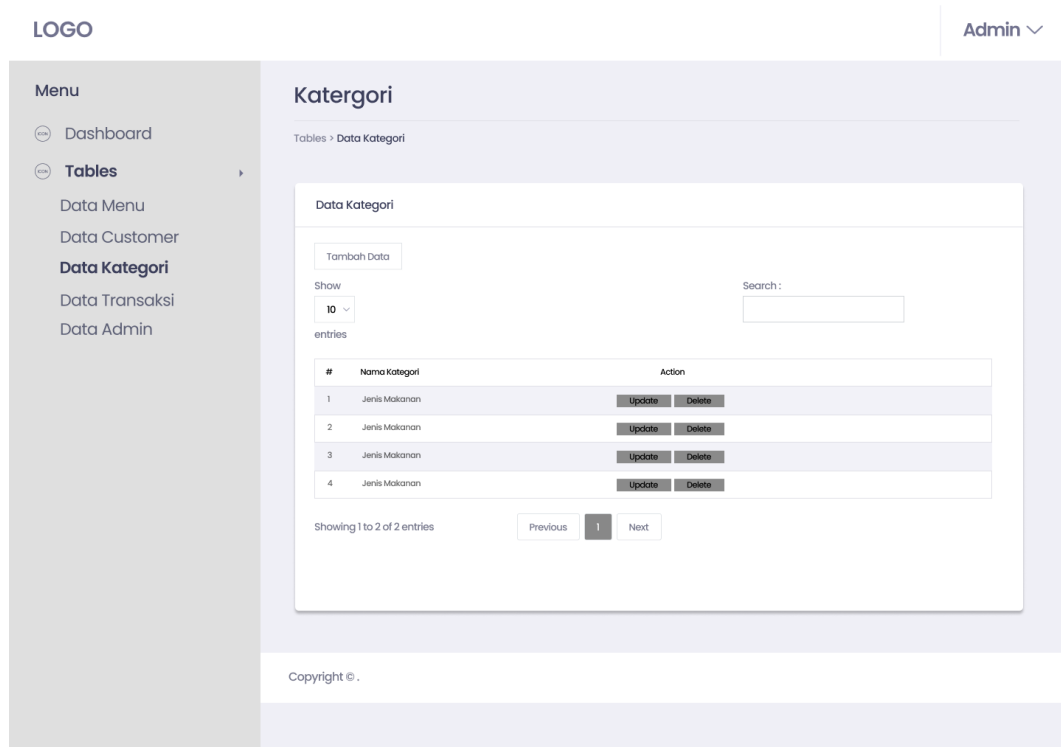 LOGO
Admin
Menu
Dashboard
Tables
Data Menu
Data Customer
Data Kategori
Data Transaksi
Data Admin
Katergori
Tables > Data Kategori
Data Kategori
Tambah Data
Show
10
entries
Search :
# Nama Kategori Action
1 Jenis Makanan Update Delete
2 Jenis Makanan Update Delete
3 Jenis Makanan Update Delete
4 Jenis Makanan Update Delete
Showing 1 to 2 of 2 entries Previous 1 Next
Copyright © .